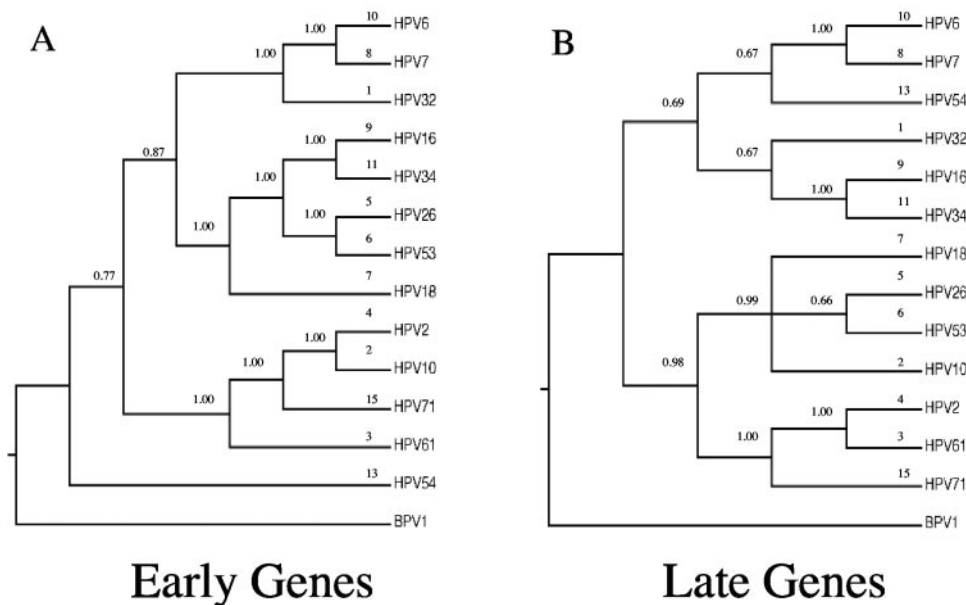 A
10
HPV6
1.00
8
HPV7
1.00
1
HPV32
0.87
9
HPV16
1.00
11
HPV34
1.00
5
HPV26
1.00
6
HPV53
1.00
7
HPV18
0.77
4
HPV2
1.00
2
HPV10
1.00
15
HPV71
1.00
3
HPV61
13
HPV54
BPV1
Early Genes
B
10
HPV6
1.00
8
HPV7
0.67
13
HPV54
0.69
1
HPV32
0.67
9
HPV16
1.00
11
HPV34
7
HPV18
5
HPV26
0.99
0.66
6
HPV53
2
HPV10
0.98
4
HPV2
1.00
3
HPV61
1.00
15
HPV71
BPV1
Late Genes